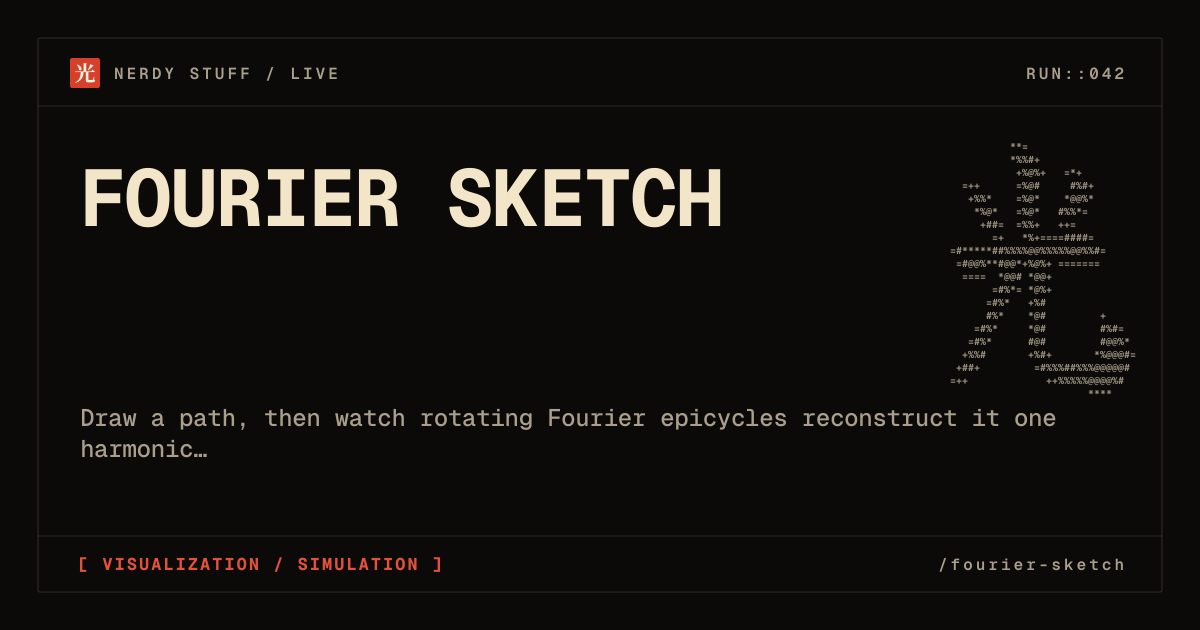 光 NERDY STUFF / LIVE
RUN::042
FOURIER SKETCH
Draw a path, then watch rotating Fourier epicycles reconstruct it one
harmonic…
[ VISUALIZATION / SIMULATION ]
/fourier-sketch